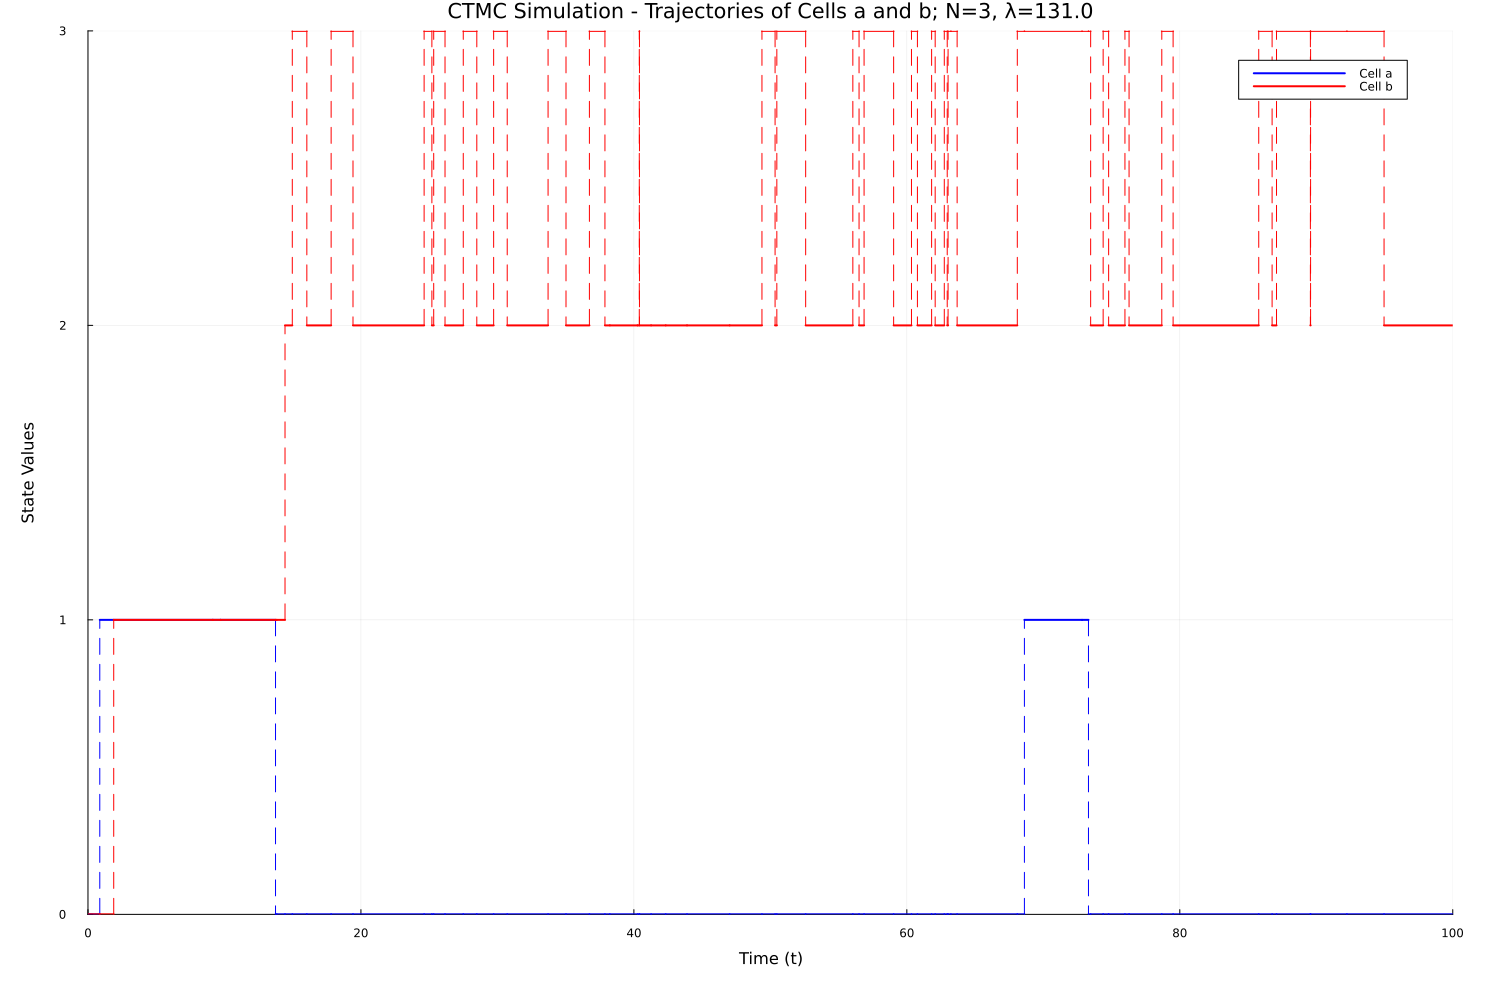 CTMC Simulation - Trajectories of Cells a and b; N=3, λ=131.0
3
Cell a
Cell b
2
State Values
1
0
0 20 40 60 80 100
Time (t)